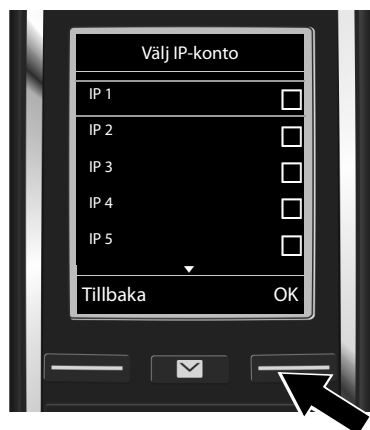 Välj IP-konto
IP 1
IP 2
IP 3
IP 4
IP 5
Tillbaka OK